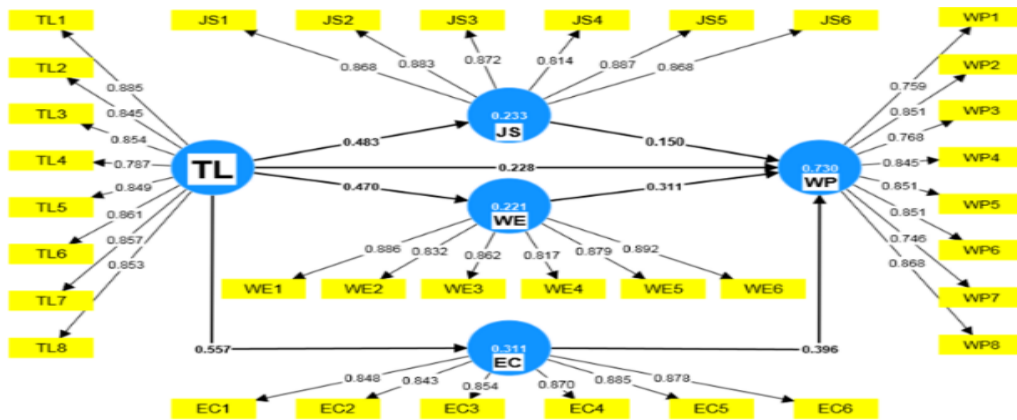 TL1 JS1 JS2 JS3 JS4 JS5 JS6 WP1
TL2 WP2
0.868 0.883 0.872 0.814 0.887 0.868
0.885 0.759
TL3 0.845 0.851 WP3
0.854 0.233 0.768
JS
TL4 0.787 0.483 0.150 0.845 WP4
TL 0.228 0.730
WP
0.849 0.470 0.311 0.851
TL5 0.861 0.221 0.851 WP5
WE
0.857 0.746
TL6 0.853 0.886 0.832 0.862 0.817 0.879 0.892 0.868 WP6
WE1 WE2 WE3 WE4 WE5 WE6
TL7 WP7
0.311
TL8 0.557 0.396 WP8
EC
0.848 0.843 0.854 0.870 0.885 0.878
EC1 EC2 EC3 EC4 EC5 EC6